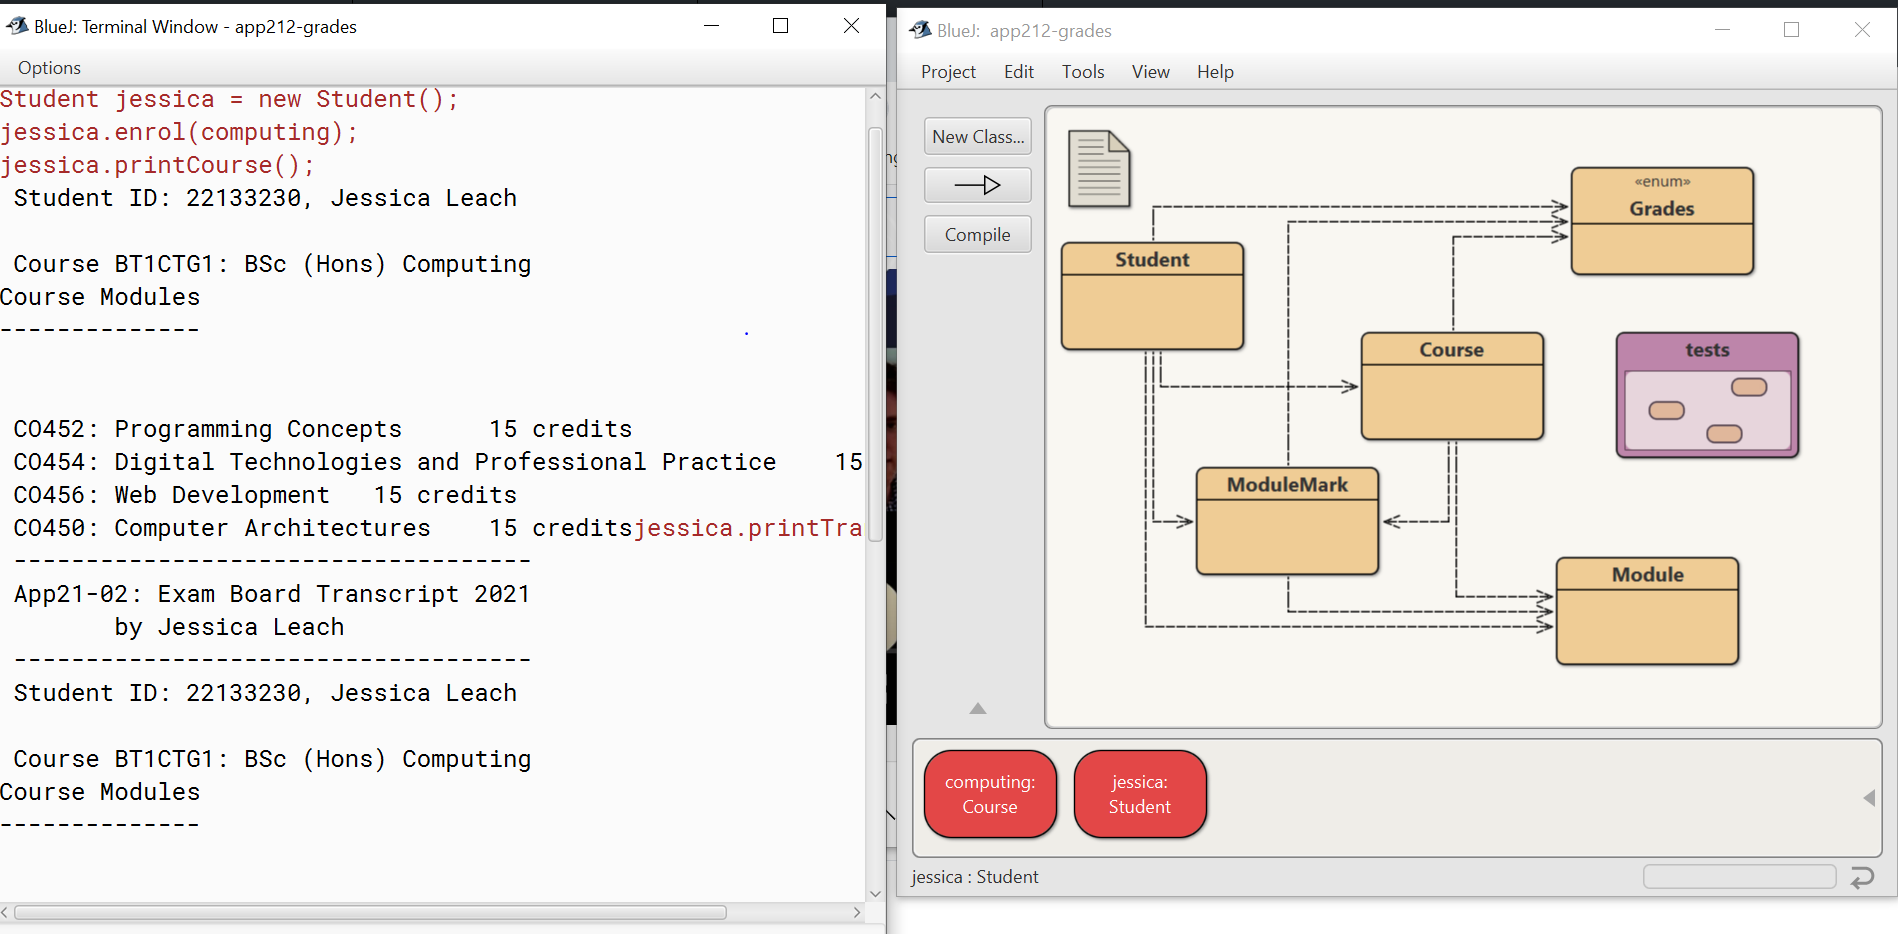 BlueJ: Terminal Window - app212-grades
Options
Student jessica = new Student();
jessica.enrol(computing);
jessica.printCourse();
Student ID: 22133230, Jessica Leach
Course BT1CTG1: BSc (Hons) Computing
Course Modules
--------------
CO452: Programming Concepts 15 credits
CO454: Digital Technologies and Professional Practice 15
CO456: Web Development 15 credits
CO450: Computer Architectures 15 creditsjessica.printTra
------------------------------------
App21-02: Exam Board Transcript 2021
by Jessica Leach
------------------------------------
Student ID: 22133230, Jessica Leach
Course BT1CTG1: BSc (Hons) Computing
Course Modules
--------------
BlueJ: app212-grades
Project Edit Tools View Help
New Class...
Compile
«enum»
Grades
Student
Course
tests
ModuleMark
Module
computing:
Course
jessica:
Student
jessica : Student